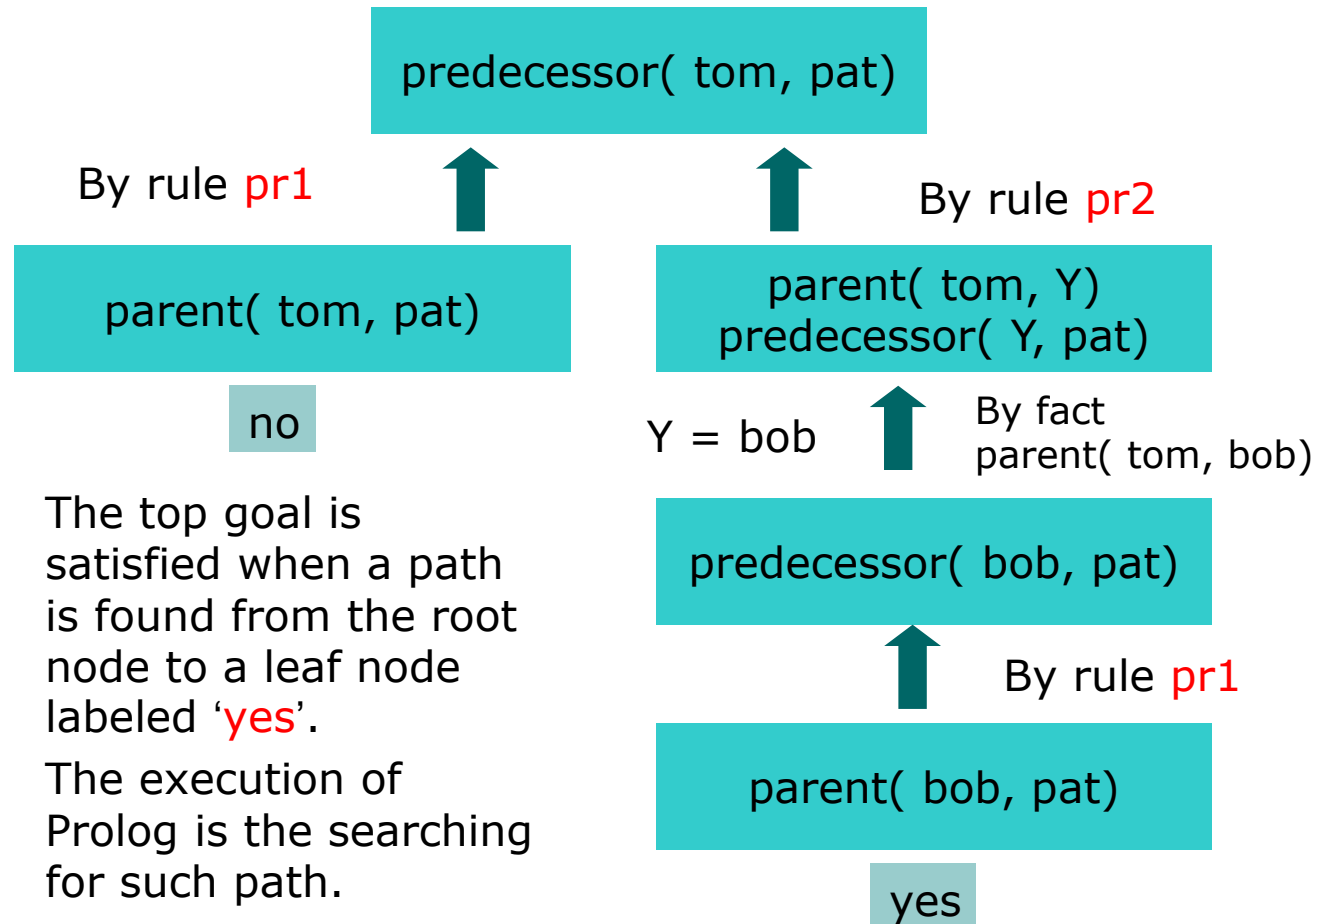 predecessor( tom, pat)
By rule pr1
By rule pr2
parent( tom, pat)
parent( tom, Y)
predecessor( Y, pat)
no
Y = bob
By fact
parent( tom, bob)
The top goal is
satisfied when a path
is found from the root
node to a leaf node
labeled ‘yes’.
The execution of
Prolog is the searching
for such path.
predecessor( bob, pat)
By rule pr1
parent( bob, pat)
yes